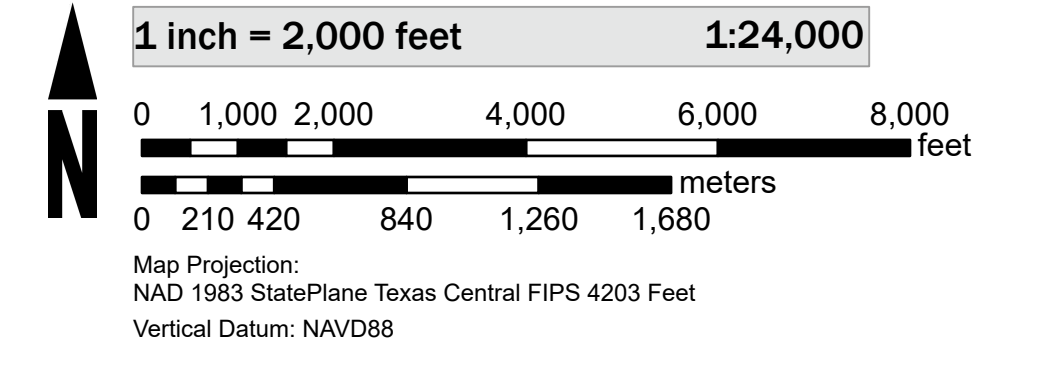 1 inch = 2,000 feet 1:24,000
0 1,000 2,000 4,000 6,000 8,000
feet
meters
0 210 420 840 1,260 1,680
N
Map Projection:
NAD 1983 StatePlane Texas Central FIPS 4203 Feet
Vertical Datum: NAVD88